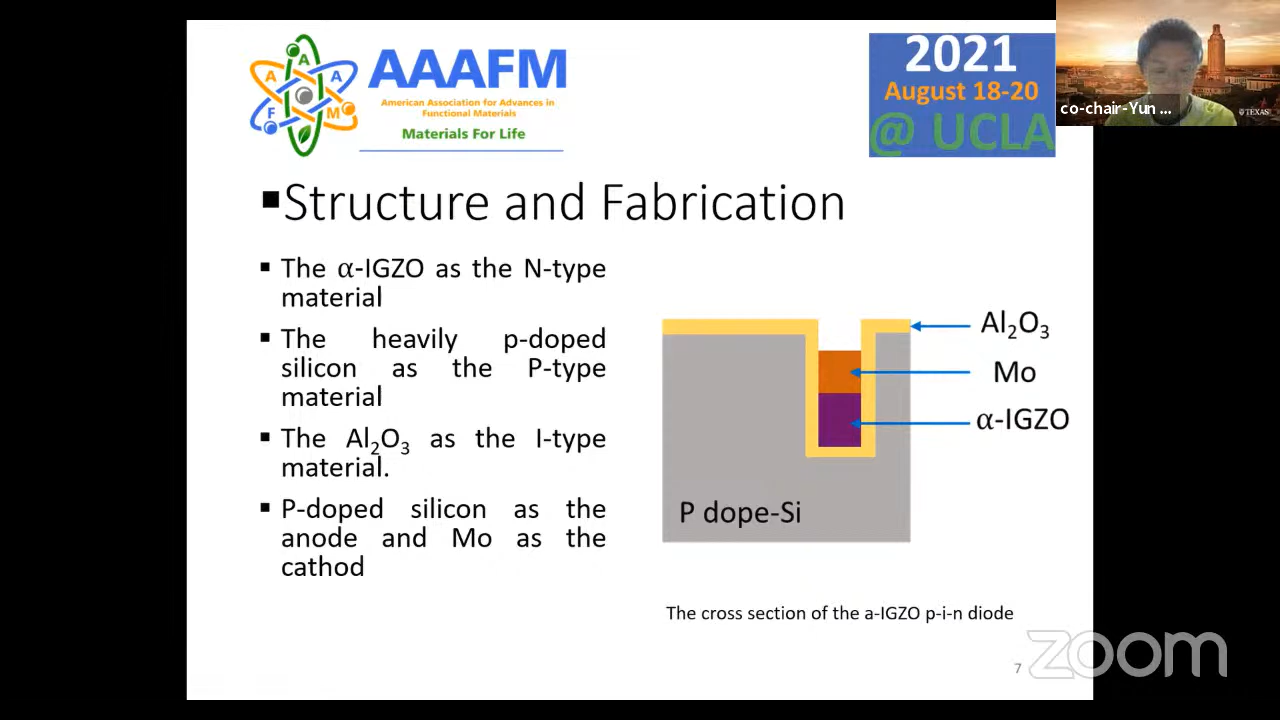 A
A
A
F
M
AAAFM
American Association for Advances in
Functional Materials
Materials For Life
2021
August 18-20
@ UCLA
co-chair-Yun ...
TEXAS
▪Structure and Fabrication
▪ The α-IGZO as the N-type
material
▪ The heavily p-doped
silicon as the P-type
material
▪ The Al₂O₃ as the I-type
material.
▪ P-doped silicon as the
anode and Mo as the
cathod
Al₂O₃
Mo
α-IGZO
P dope-Si
The cross section of the a-IGZO p-i-n diode
7
zoom